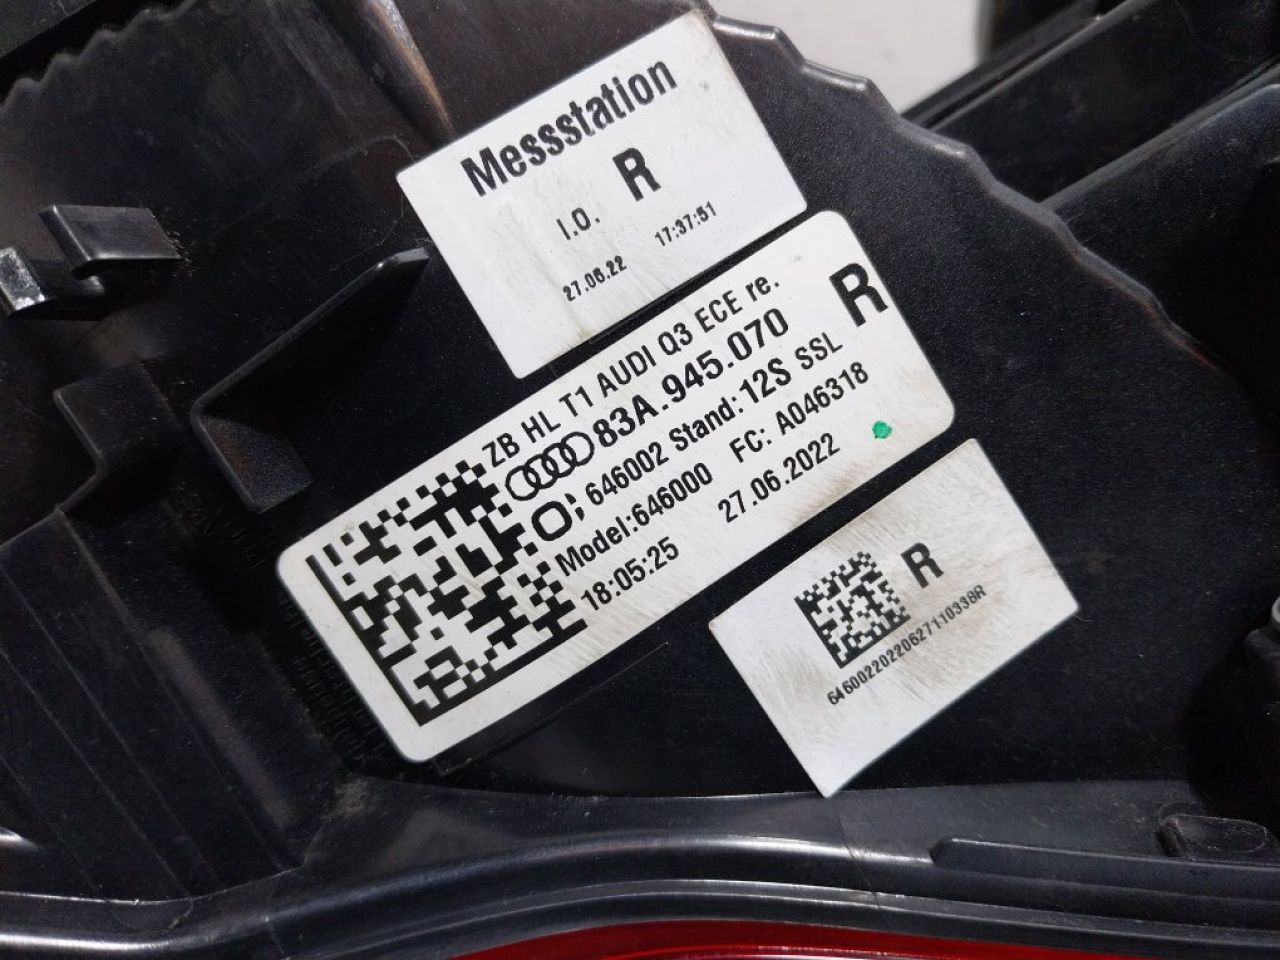 Messstation
I.O. R
27.06.22 17:37:51
ZB HL T1 AUDI Q3 ECE re.
83A.945.070 R
646002 Stand: 12S SSL
Model:646000 FC: A046318
18:05:25 27.06.2022
R
64600220220627110338R